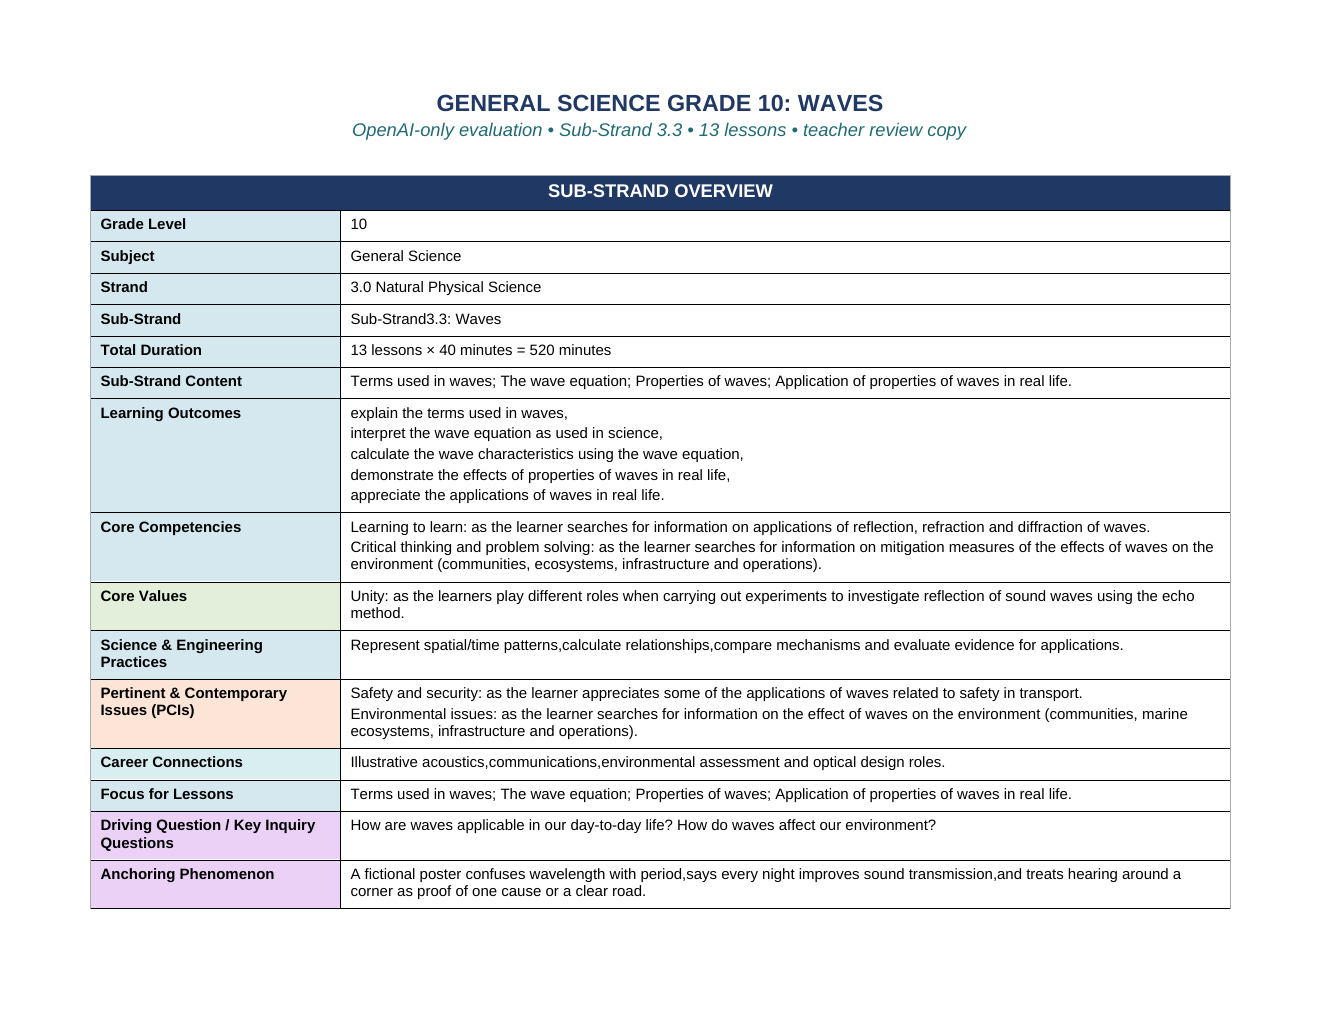 GENERAL SCIENCE GRADE 10: WAVES
OpenAI-only evaluation • Sub-Strand 3.3 • 13 lessons • teacher review copy
SUB-STRAND OVERVIEW
Grade Level
10
Subject
General Science
Strand
3.0 Natural Physical Science
Sub-Strand
Sub-Strand3.3: Waves
Total Duration
13 lessons × 40 minutes = 520 minutes
Sub-Strand Content
Terms used in waves; The wave equation; Properties of waves; Application of properties of waves in real life.
Learning Outcomes
explain the terms used in waves,
interpret the wave equation as used in science,
calculate the wave characteristics using the wave equation,
demonstrate the effects of properties of waves in real life,
appreciate the applications of waves in real life.
Core Competencies
Learning to learn: as the learner searches for information on applications of reflection, refraction and diffraction of waves.
Critical thinking and problem solving: as the learner searches for information on mitigation measures of the effects of waves on the
environment (communities, ecosystems, infrastructure and operations).
Core Values
Unity: as the learners play different roles when carrying out experiments to investigate reflection of sound waves using the echo
method.
Science & Engineering
Practices
Represent spatial/time patterns,calculate relationships,compare mechanisms and evaluate evidence for applications.
Pertinent & Contemporary
Issues (PCIs)
Safety and security: as the learner appreciates some of the applications of waves related to safety in transport.
Environmental issues: as the learner searches for information on the effect of waves on the environment (communities, marine
ecosystems, infrastructure and operations).
Career Connections
Illustrative acoustics,communications,environmental assessment and optical design roles.
Focus for Lessons
Terms used in waves; The wave equation; Properties of waves; Application of properties of waves in real life.
Driving Question / Key Inquiry
Questions
How are waves applicable in our day-to-day life? How do waves affect our environment?
Anchoring Phenomenon
A fictional poster confuses wavelength with period,says every night improves sound transmission,and treats hearing around a
corner as proof of one cause or a clear road.